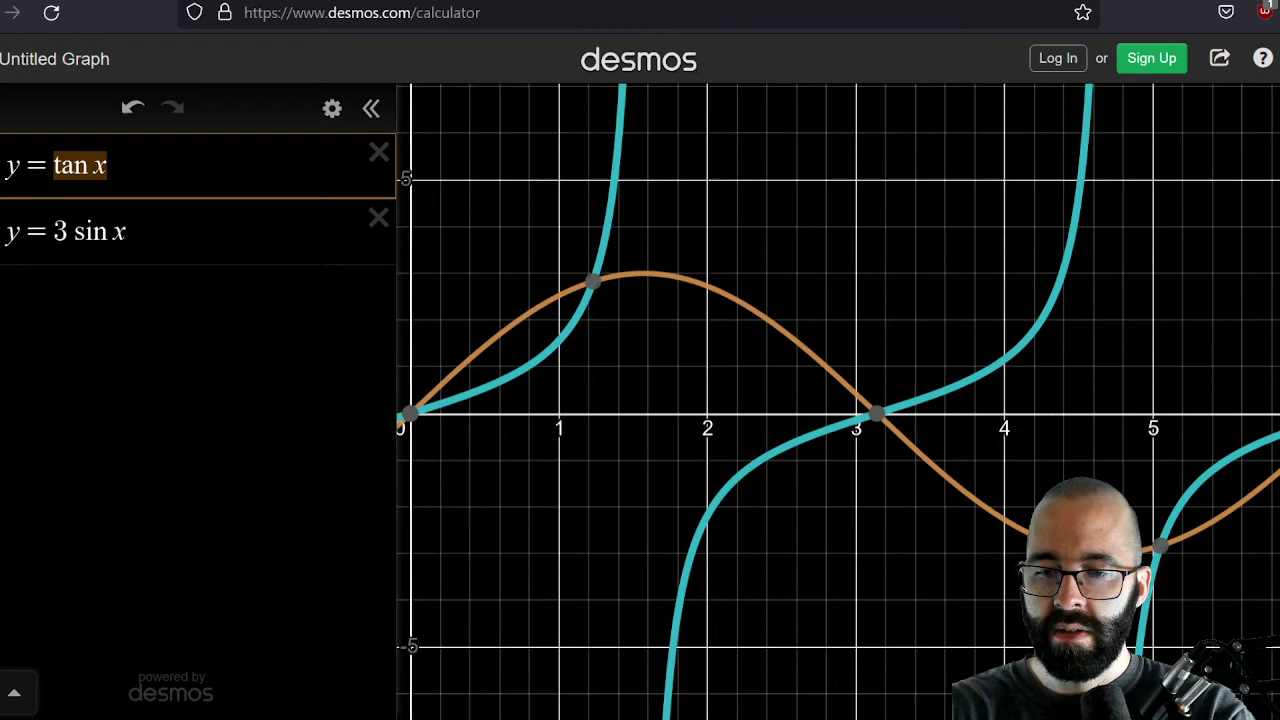 https://www.desmos.com/calculator
1
Untitled Graph
desmos
Log In
or
Sign Up
?
y = tan x
y = 3 sin x
5
0
1
2
3
4
5
-5
powered by
desmos